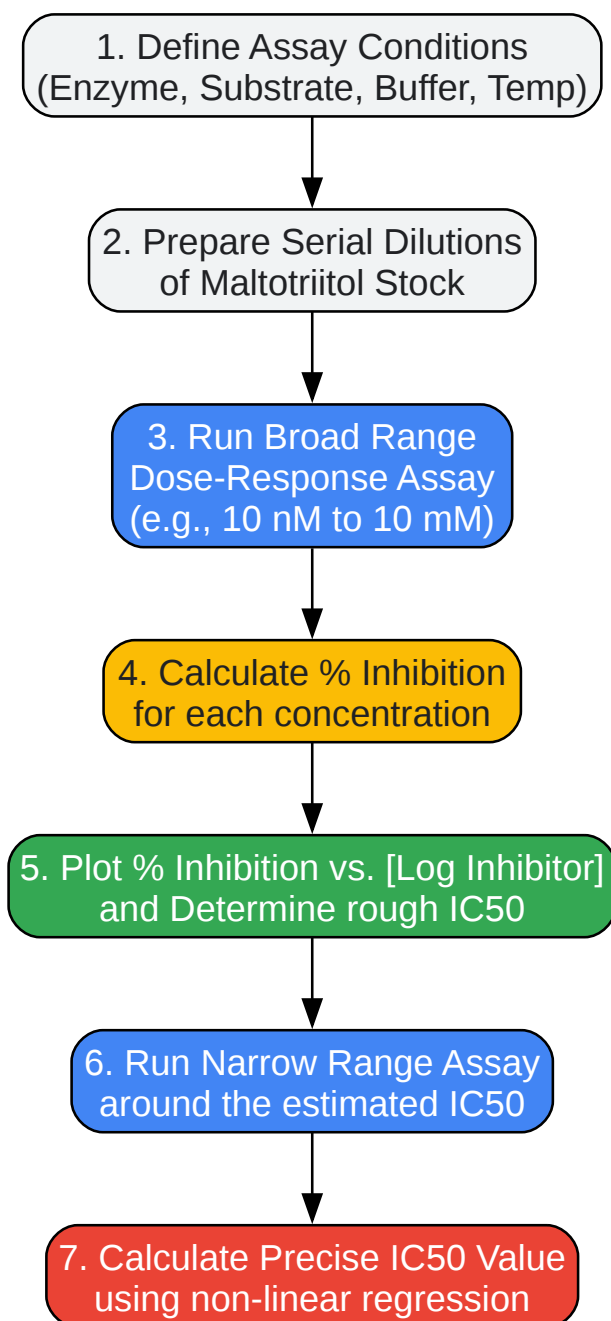 1. Define Assay Conditions
(Enzyme, Substrate, Buffer, Temp)
2. Prepare Serial Dilutions
of Maltotriitol Stock
3. Run Broad Range
Dose-Response Assay
(e.g., 10 nM to 10 mM)
4. Calculate % Inhibition
for each concentration
5. Plot % Inhibition vs. [Log Inhibitor]
and Determine rough IC50
6. Run Narrow Range Assay
around the estimated IC50
7. Calculate Precise IC50 Value
using non-linear regression